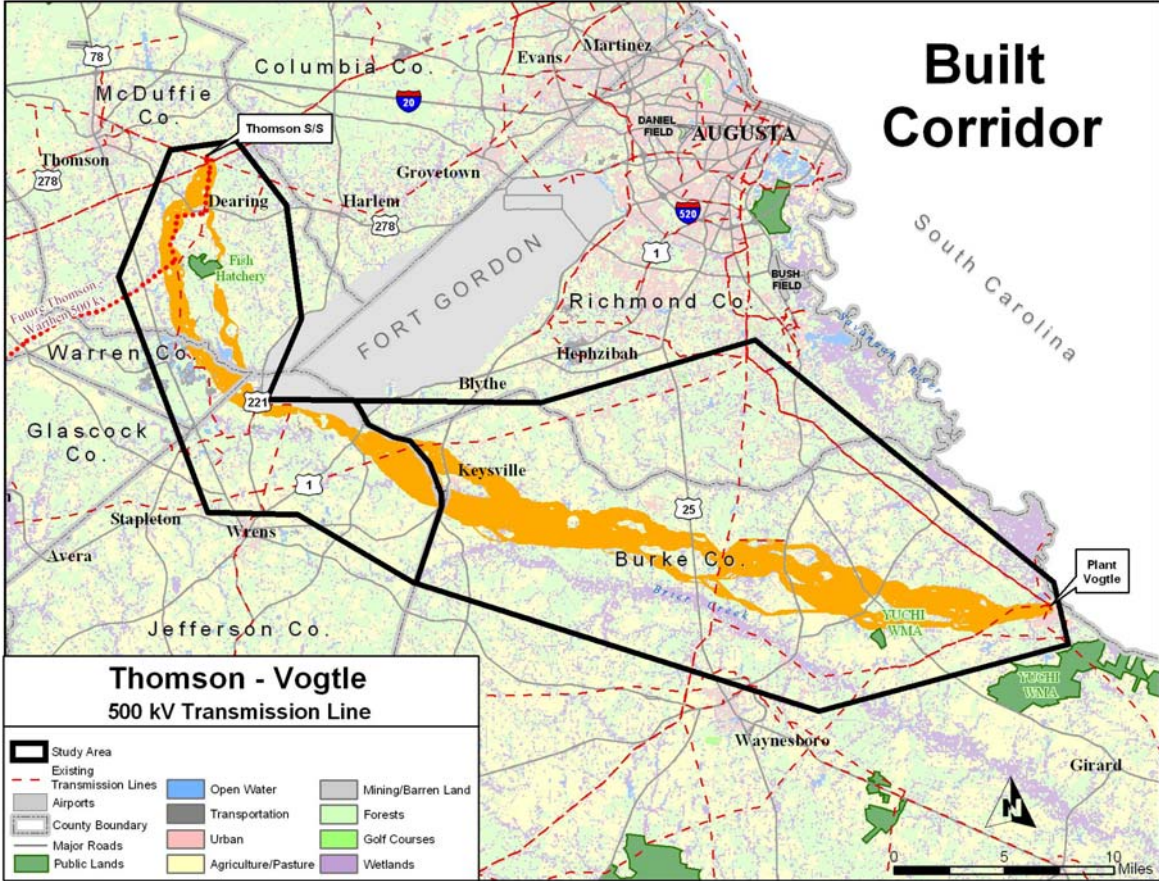 Built
Corridor
78
McDuffie
Co.
Columbia Co.
20
Evans
Martinez
Thomson S/S
DANIEL
FIELD
AUGUSTA
Thomson
278
Dearing
Harlem
278
Grovetown
520
1
Fish
Hatchery
FORT GORDON
BUSH
FIELD
South Carolina
Richmond Co.
Savannah River
Future Thomson -
Warthen 500 kv
Warren Co.
Hephzibah
Blythe
221
Glascock
Co.
Keysville
1
25
Stapleton
Wrens
Avera
Burke Co.
Plant
Vogtle
Brier Creek
YUCHI
WMA
Jefferson Co.
YUCHI
WMA
Waynesboro
Girard
Thomson - Vogtle
500 kV Transmission Line
Study Area
Existing
Transmission Lines
Airports
County Boundary
Major Roads
Public Lands
Open Water
Transportation
Urban
Agriculture/Pasture
Mining/Barren Land
Forests
Golf Courses
Wetlands
N
0 5 10
Miles